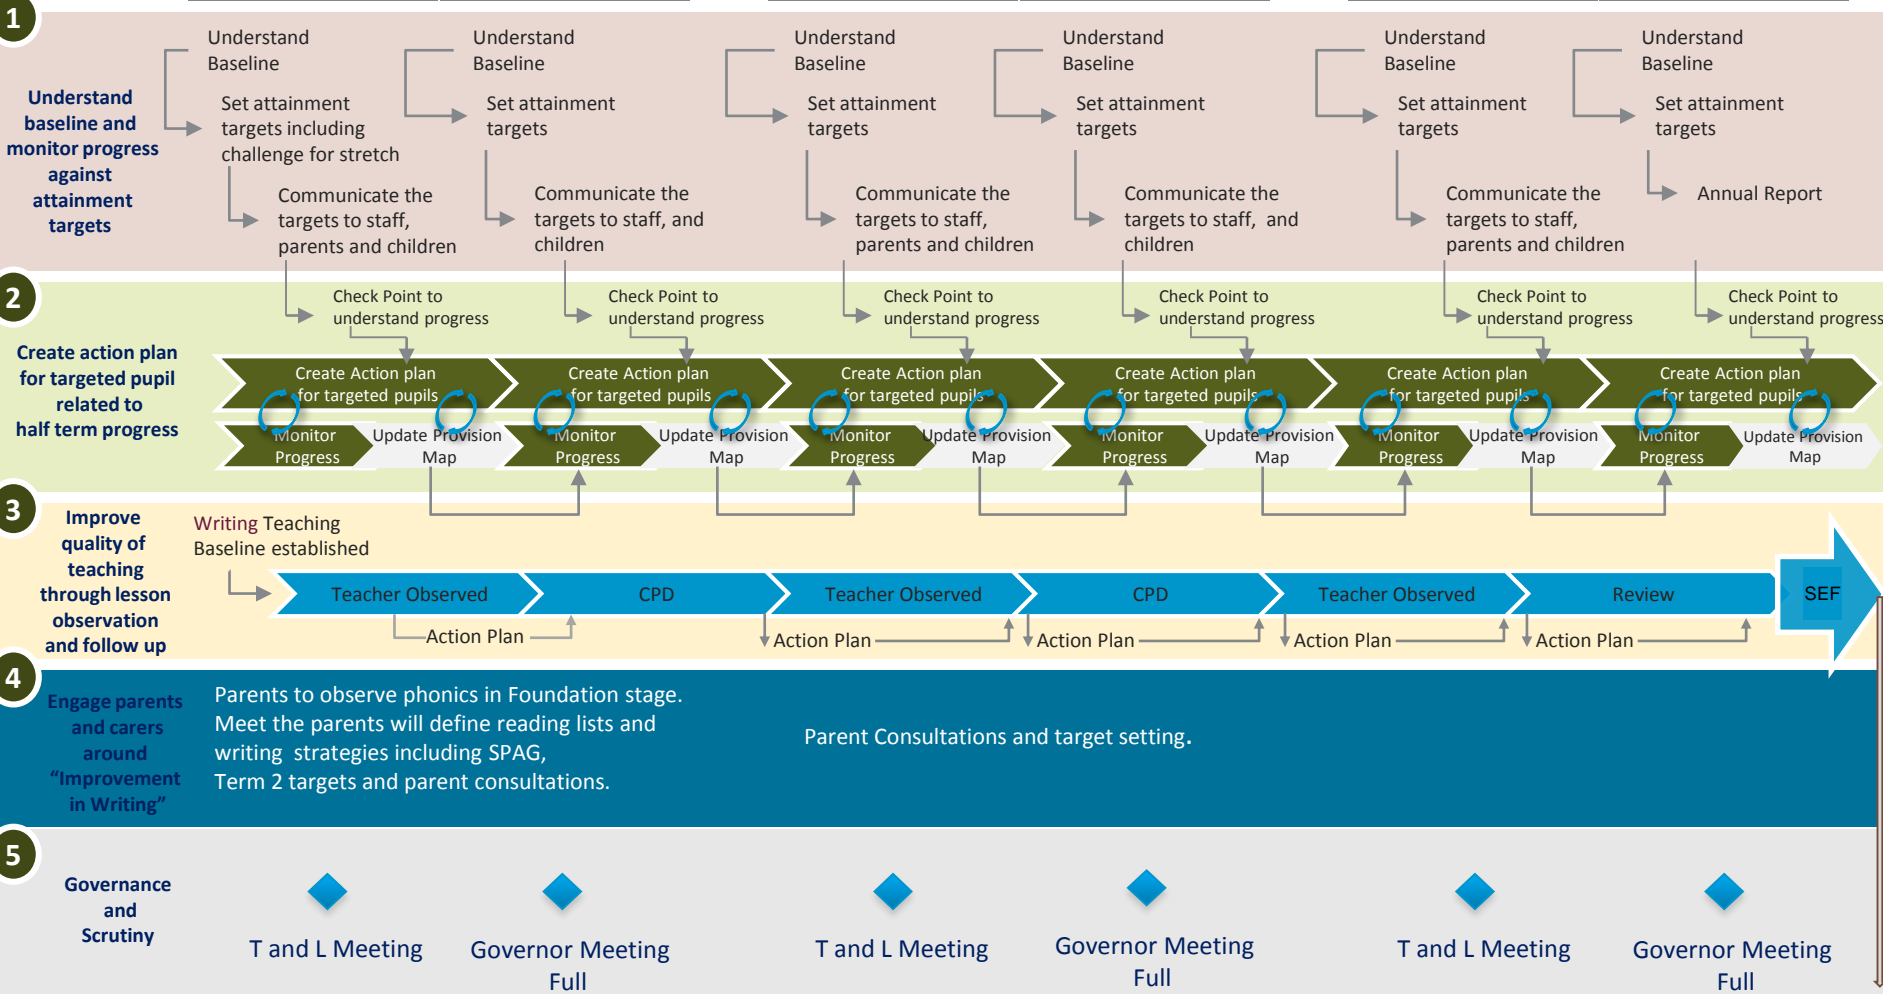 1
Understand
baseline and
monitor progress
against
attainment
targets
Understand
Baseline
Set attainment
targets including
challenge for stretch
Communicate the
targets to staff,
parents and children
Understand
Baseline
Set attainment
targets
Communicate the
targets to staff, and
children
Understand
Baseline
Set attainment
targets
Communicate the
targets to staff,
parents and children
Understand
Baseline
Set attainment
targets
Communicate the
targets to staff, and
children
Understand
Baseline
Set attainment
targets
Communicate the
targets to staff,
parents and children
Understand
Baseline
Set attainment
targets
Annual Report
2
Create action plan
for targeted pupil
related to
half term progress
Check Point to
understand progress
Check Point to
understand progress
Check Point to
understand progress
Check Point to
understand progress
Check Point to
understand progress
Check Point to
understand progress
Create Action plan
for targeted pupils
Create Action plan
for targeted pupils
Create Action plan
for targeted pupils
Create Action plan
for targeted pupils
Create Action plan
for targeted pupils
Create Action plan
for targeted pupils
Monitor
Progress
Update Provision
Map
Monitor
Progress
Update Provision
Map
Monitor
Progress
Update Provision
Map
Monitor
Progress
Update Provision
Map
Monitor
Progress
Update Provision
Map
Monitor
Progress
Update Provision
Map
3
Improve
quality of
teaching
through lesson
observation
and follow up
Writing Teaching
Baseline established
Teacher Observed
CPD
Teacher Observed
CPD
Teacher Observed
Review
SEF
Action Plan
Action Plan
Action Plan
Action Plan
Action Plan
4
Engage parents
and carers
around
“Improvement
in Writing”
Parents to observe phonics in Foundation stage.
Meet the parents will define reading lists and
writing strategies including SPAG,
Term 2 targets and parent consultations.
Parent Consultations and target setting.
5
Governance
and
Scrutiny
T and L Meeting
Governor Meeting
Full
T and L Meeting
Governor Meeting
Full
T and L Meeting
Governor Meeting
Full